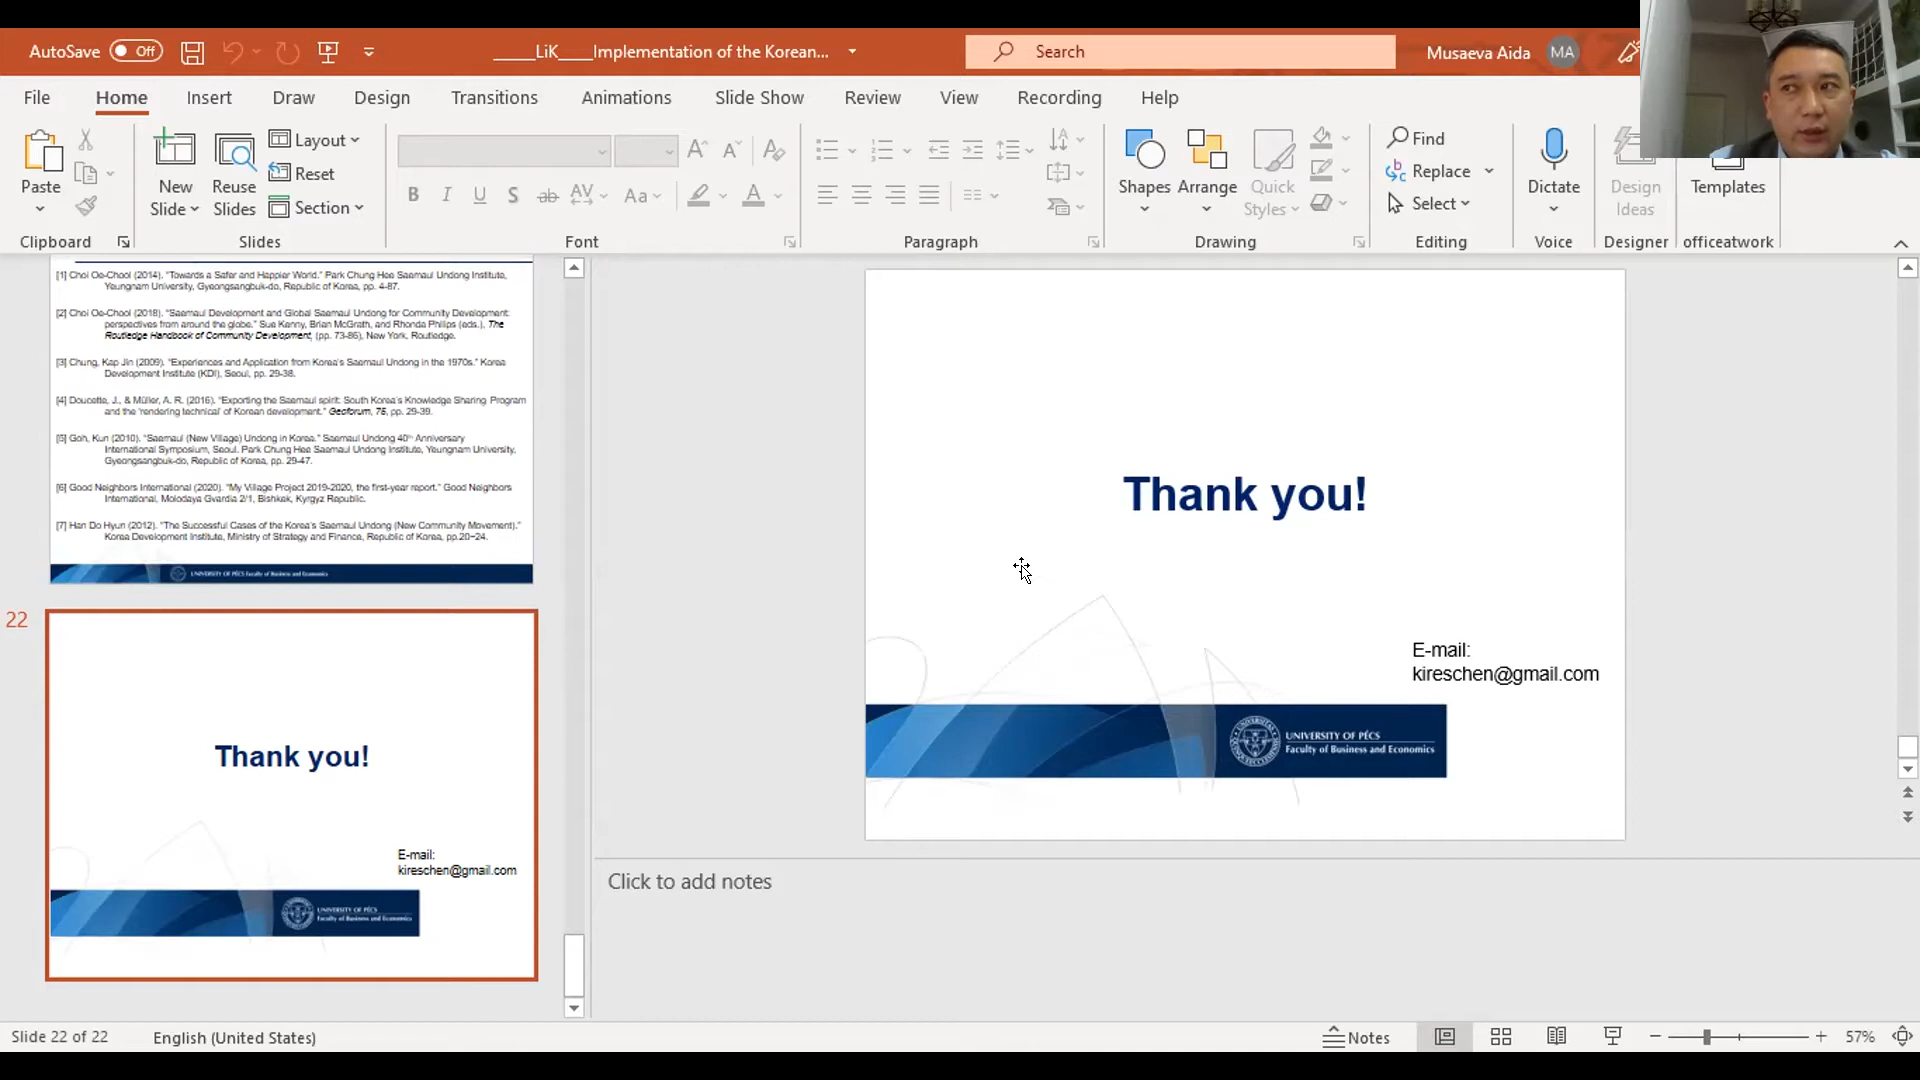 AutoSave Off
_____LiK____Implementation of the Korean...
Search
Musaeva Aida MA
File Home Insert Draw Design Transitions Animations Slide Show Review View Recording Help
Paste
Clipboard
New Slide
Reuse Slides
Layout
Reset
Section
Slides
B I U S ab AV Aa A
Font
Paragraph
Shapes
Arrange
Quick Styles
Drawing
Find
Replace
Select
Editing
Dictate
Voice
Design Ideas
Designer
Templates
officeatwork
[1] Choi Oe-Chool (2014). “Towards a Safer and Happier World.” Park Chung Hee Saemaul Undong Institute,
Yeungnam University, Gyeongsangbuk-do, Republic of Korea, pp. 4-87.
[2] Choi Oe-Chool (2018). “Saemaul Development and Global Saemaul Undong for Community Development:
perspectives from around the globe.” Sue Kenny, Brian McGrath, and Rhonda Philips (eds.), The
Routledge Handbook of Community Development, (pp. 73-86), New York, Routledge.
[3] Chung, Kap Jin (2009). “Experiences and Application from Korea's Saemaul Undong in the 1970s.” Korea
Development Institute (KDI), Seoul, pp. 29-38.
[4] Doucette, J., & Müller, A. R. (2016). “Exporting the Saemaul spirit: South Korea's Knowledge Sharing Program
and the 'rendering technical' of Korean development.” Geoforum, 75, pp. 29-39.
[5] Goh, Kun (2010). “Saemaul (New Village) Undong in Korea.” Saemaul Undong 40th Anniversary
International Symposium, Seoul. Park Chung Hee Saemaul Undong Institute, Yeungnam University,
Gyeongsangbuk-do, Republic of Korea, pp. 29-47.
[6] Good Neighbors International (2020). “My Village Project 2019-2020, the first-year report.” Good Neighbors
International, Molodaya Gvardia 2/1, Bishkek, Kyrgyz Republic.
[7] Han Do Hyun (2012). “The Successful Cases of the Korea's Saemaul Undong (New Community Movement).”
Korea Development Institute, Ministry of Strategy and Finance, Republic of Korea, pp.20~24.
UNIVERSITY OF PÉCS Faculty of Business and Economics
22
Thank you!
E-mail:
kireschen@gmail.com
UNIVERSITY OF PÉCS
Faculty of Business and Economics
Thank you!
E-mail:
kireschen@gmail.com
UNIVERSITY OF PÉCS
Faculty of Business and Economics
Click to add notes
Slide 22 of 22 English (United States) Notes 57%